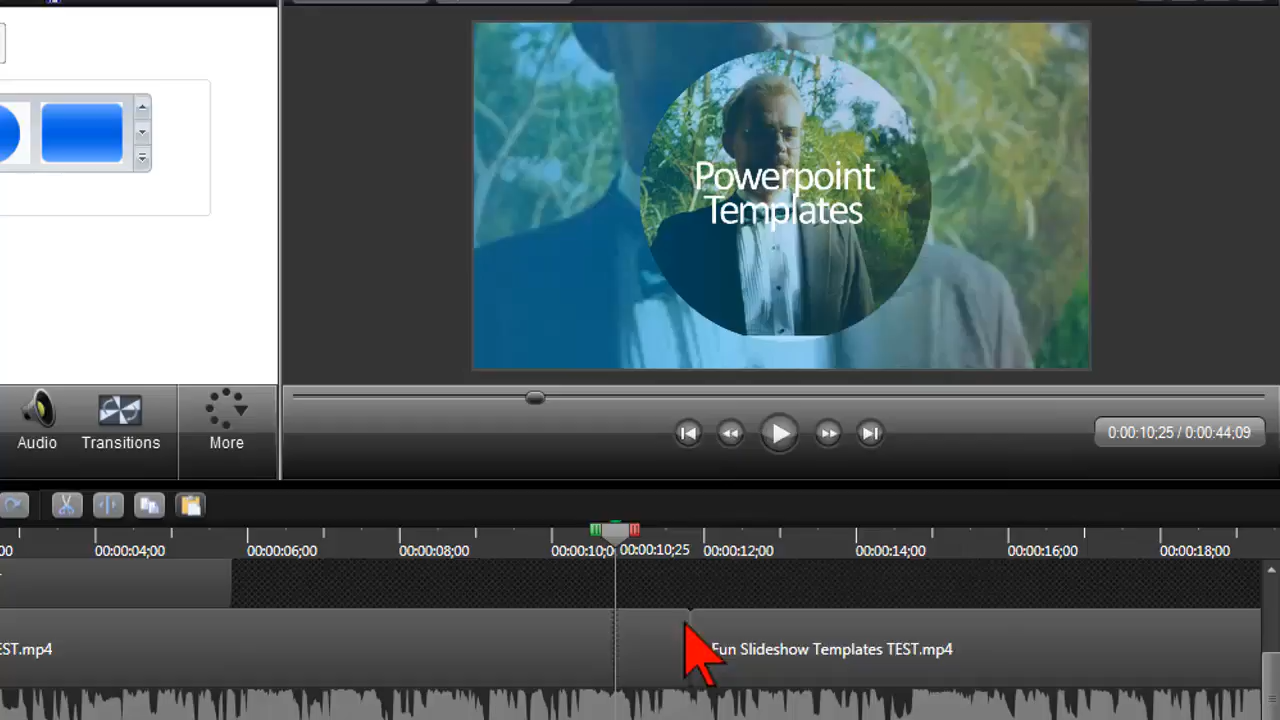 Powerpoint
Templates
Audio
Transitions
More
0:00:10;25 / 0:00:44;09
00:00:04;00
00:00:06;00
00:00:08;00
00:00:10;0
00:00:10;25
00:00:12;00
00:00:14;00
00:00:16;00
00:00:18;00
EST.mp4
Fun Slideshow Templates TEST.mp4